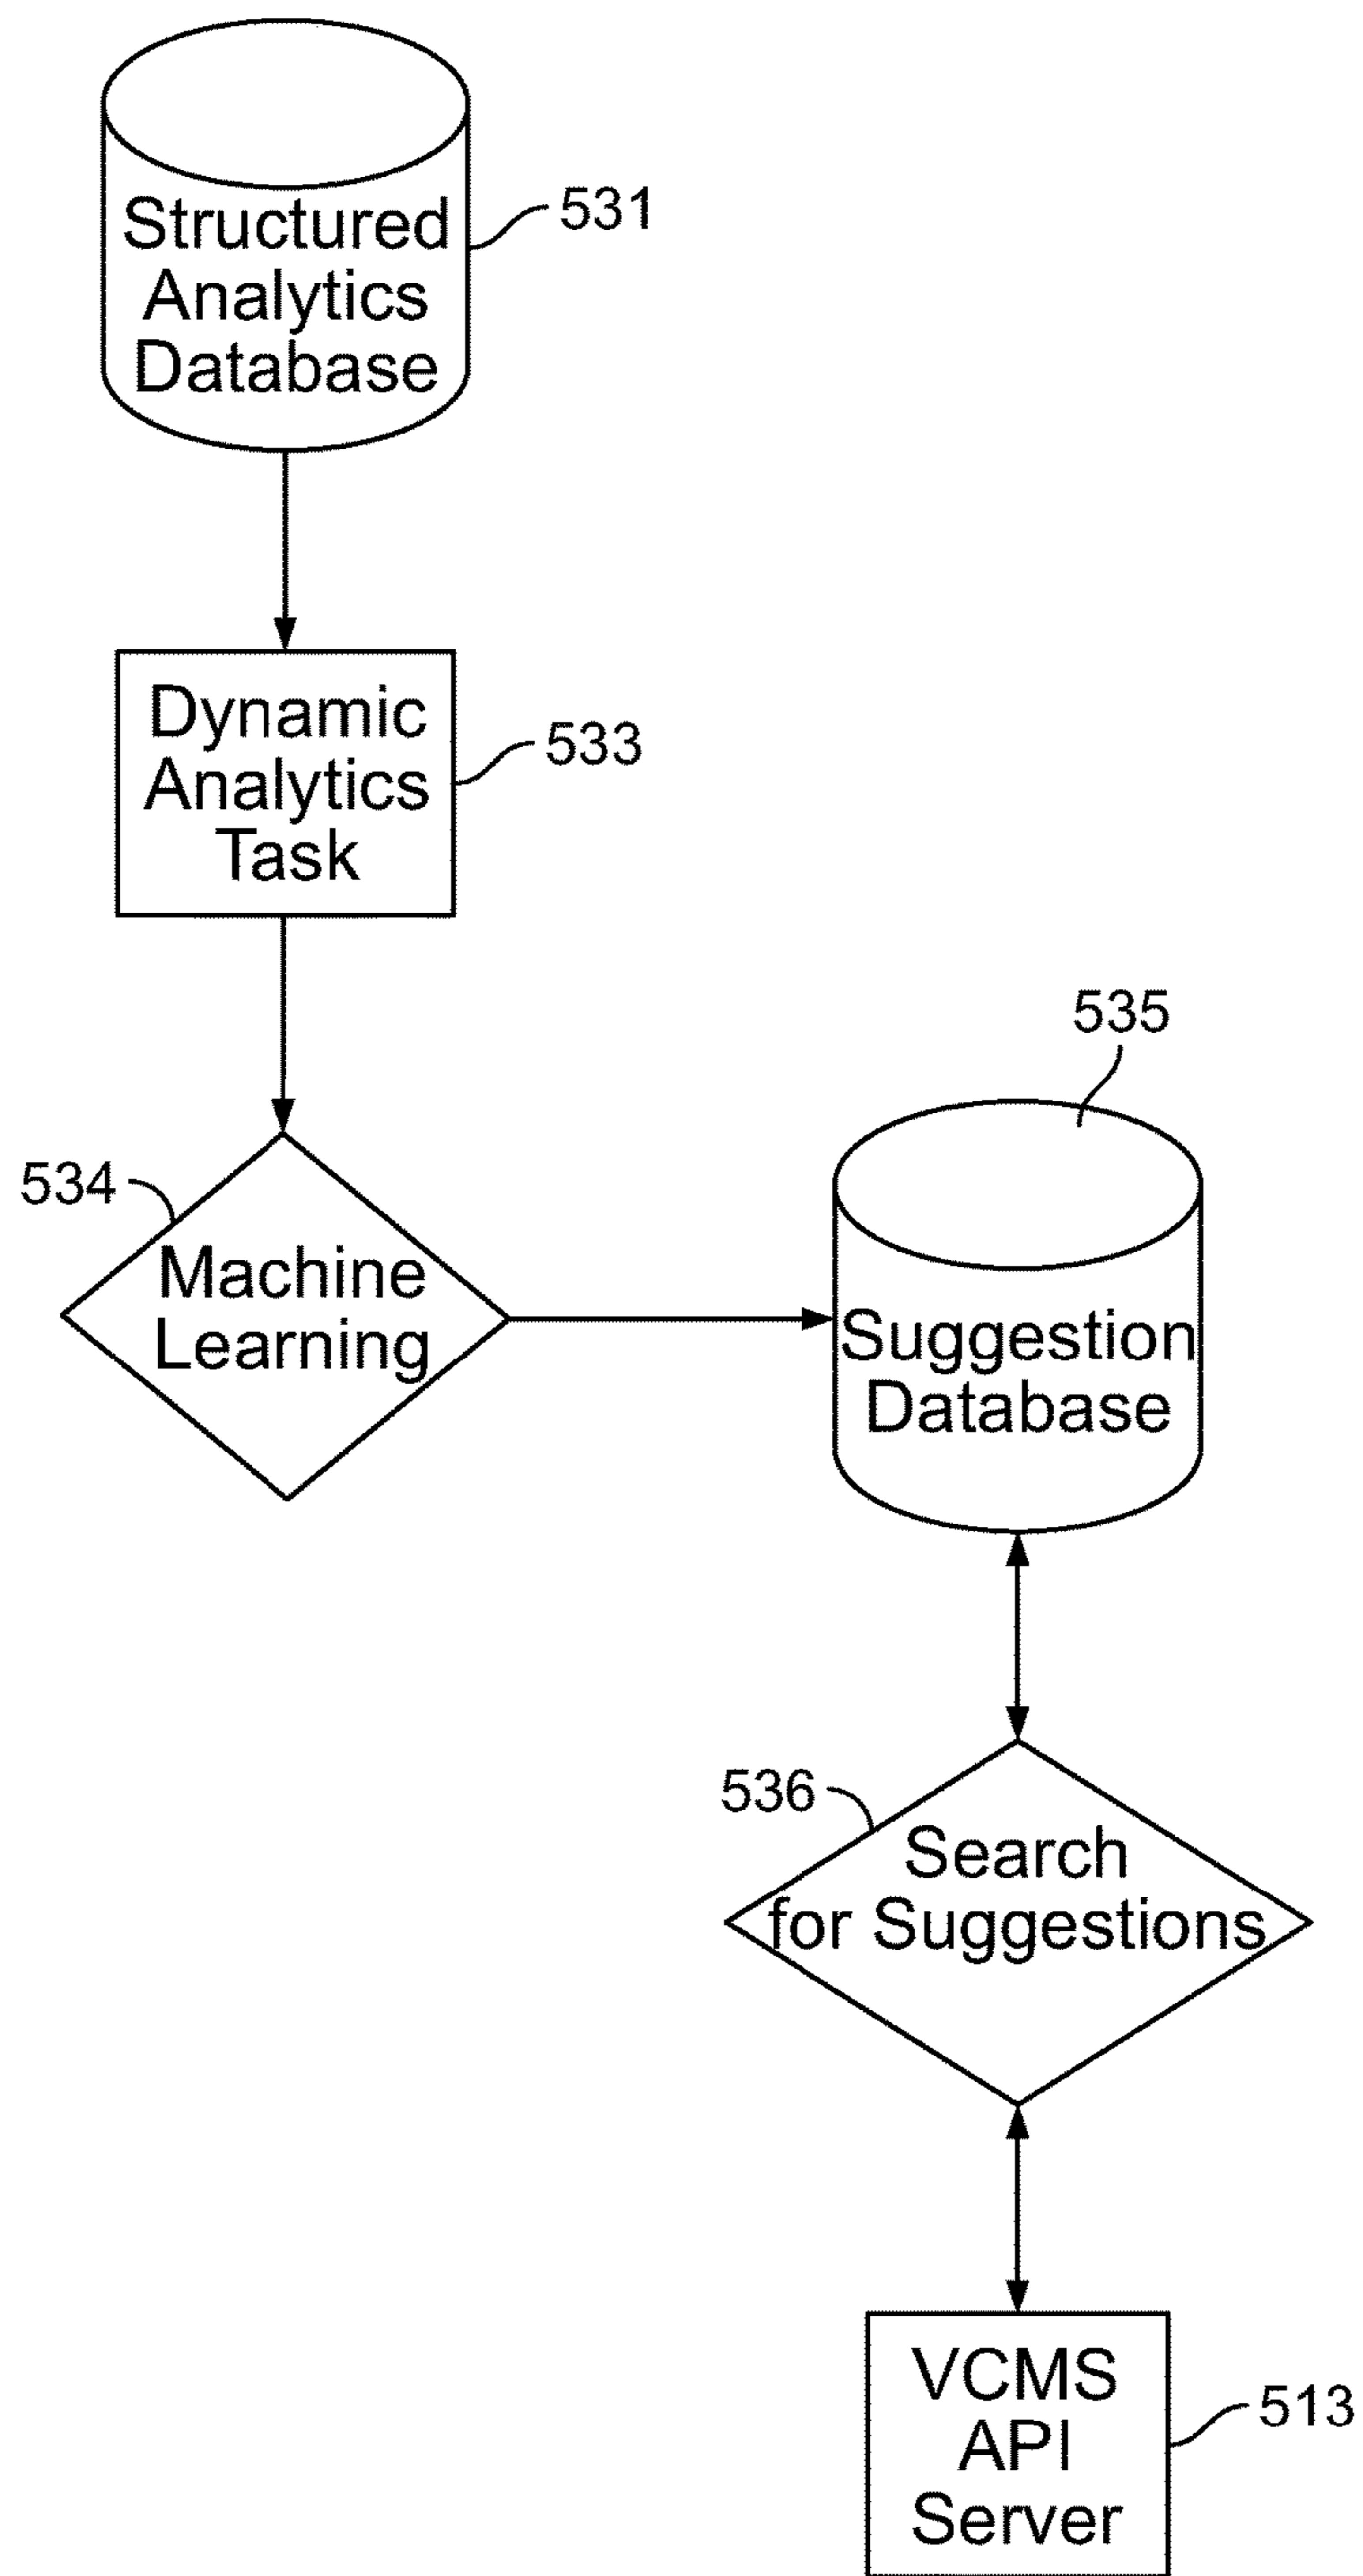 Structured
Analytics
Database
531
Dynamic
Analytics
Task
533
534
Machine
Learning
535
Suggestion
Database
536
Search
for Suggestions
VCMS
API
Server
513